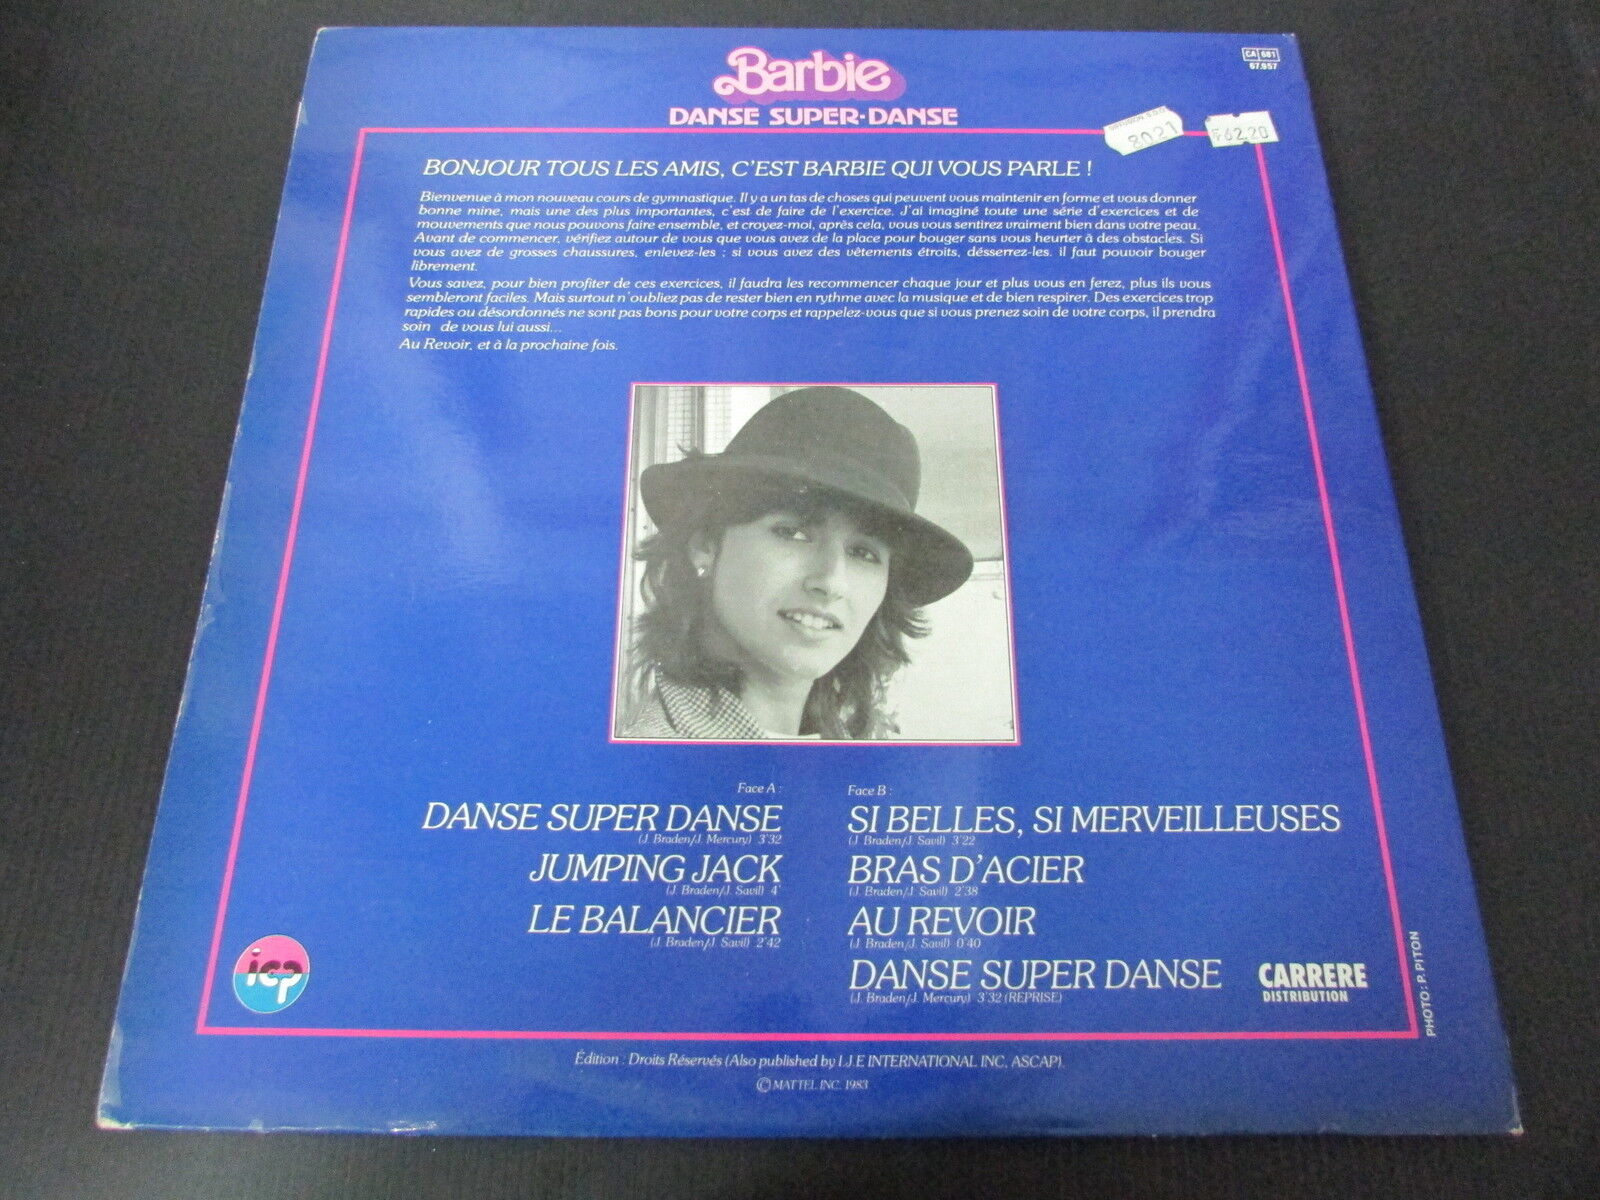 Barbie
DANSE SUPER·DANSE
CA 681
67.957
8021
F62.20
BONJOUR TOUS LES AMIS, C'EST BARBIE QUI VOUS PARLE !
Bienvenue à mon nouveau cours de gymnastique. Il y a un tas de choses qui peuvent vous maintenir en forme et vous donner
bonne mine, mais une des plus importantes, c'est de faire de l'exercice. J'ai imaginé toute une série d'exercices et de
mouvements que nous pouvons faire ensemble, et croyez-moi, après cela, vous vous sentirez vraiment bien dans votre peau.
Avant de commencer, vérifiez autour de vous que vous avez de la place pour bouger sans vous heurter à des obstacles. Si
vous avez de grosses chaussures, enlevez-les ; si vous avez des vêtements étroits, désserrez-les. il faut pouvoir bouger
librement.
Vous savez, pour bien profiter de ces exercices, il faudra les recommencer chaque jour et plus vous en ferez, plus ils vous
sembleront faciles. Mais surtout n'oubliez pas de rester bien en rythme avec la musique et de bien respirer. Des exercices trop
rapides ou désordonnés ne sont pas bons pour votre corps et rappelez-vous que si vous prenez soin de votre corps, il prendra
soin de vous lui aussi...
Au Revoir, et à la prochaine fois.
Face A :
DANSE SUPER DANSE
(J. Braden/J. Mercury) 3'32
JUMPING JACK
(J. Braden/J. Savil) 4'
LE BALANCIER
(J. Braden/J. Savil) 2'42
Face B :
SI BELLES, SI MERVEILLEUSES
(J. Braden/J. Savil) 3'22
BRAS D'ACIER
(J. Braden/J. Savil) 2'38
AU REVOIR
(J. Braden/J. Savil) 0'40
DANSE SUPER DANSE
(J. Braden/J. Mercury) 3'32 (REPRISE)
icp
CARRERE
DISTRIBUTION
PHOTO : P. PITON
Édition : Droits Réservés (Also published by I.J.E INTERNATIONAL INC, ASCAP).
© MATTEL INC. 1983